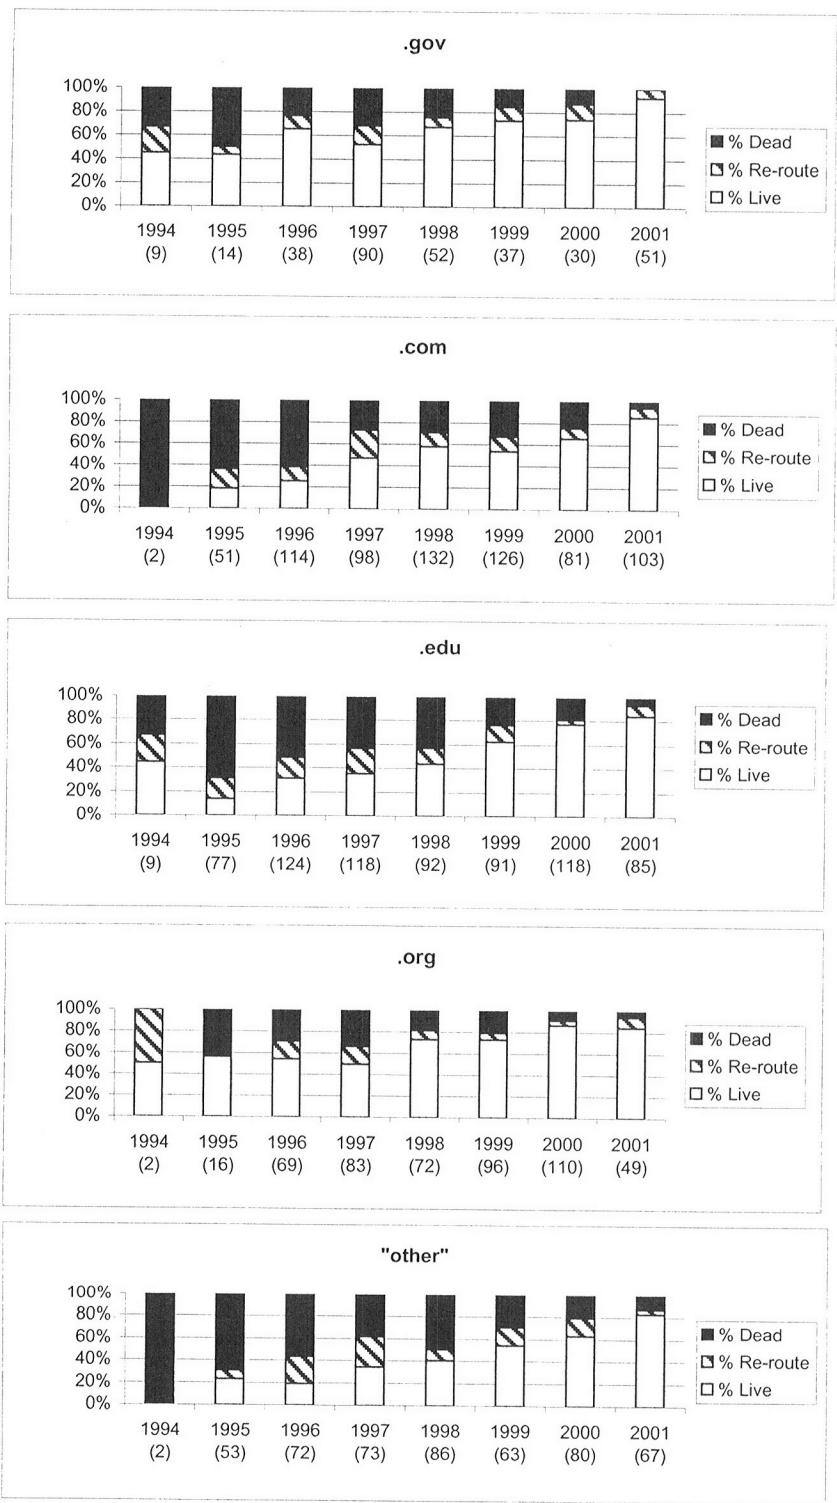 .gov
100%
80%
60%
40%
20%
0%
1994 1995 1996 1997 1998 1999 2000 2001
(9) (14) (38) (90) (52) (37) (30) (51)
% Dead
% Re-route
% Live
.com
100%
80%
60%
40%
20%
0%
1994 1995 1996 1997 1998 1999 2000 2001
(2) (51) (114) (98) (132) (126) (81) (103)
% Dead
% Re-route
% Live
.edu
100%
80%
60%
40%
20%
0%
1994 1995 1996 1997 1998 1999 2000 2001
(9) (77) (124) (118) (92) (91) (118) (85)
% Dead
% Re-route
% Live
.org
100%
80%
60%
40%
20%
0%
1994 1995 1996 1997 1998 1999 2000 2001
(2) (16) (69) (83) (72) (96) (110) (49)
% Dead
% Re-route
% Live
"other"
100%
80%
60%
40%
20%
0%
1994 1995 1996 1997 1998 1999 2000 2001
(2) (53) (72) (73) (86) (63) (80) (67)
% Dead
% Re-route
% Live